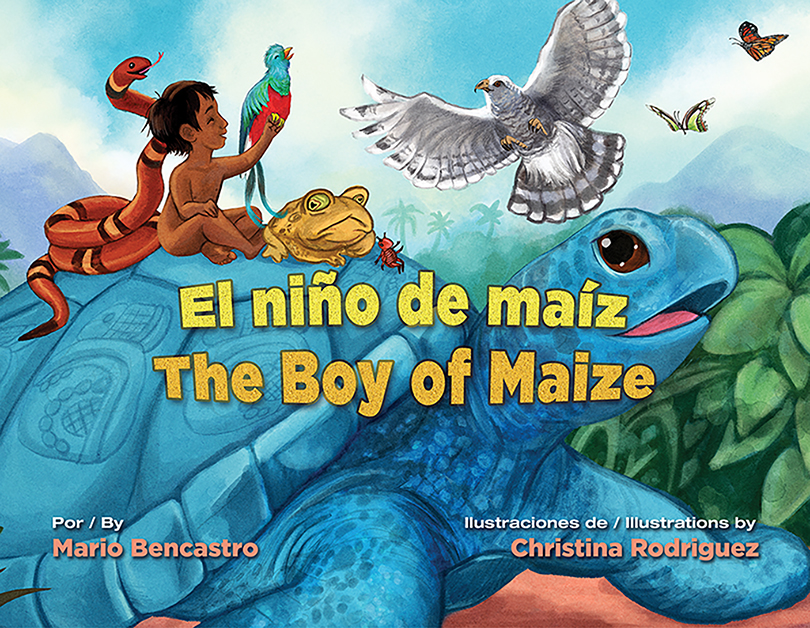 El niño de maíz
The Boy of Maize
Por / By
Mario Bencastro
Ilustraciones de / Illustrations by
Christina Rodriguez